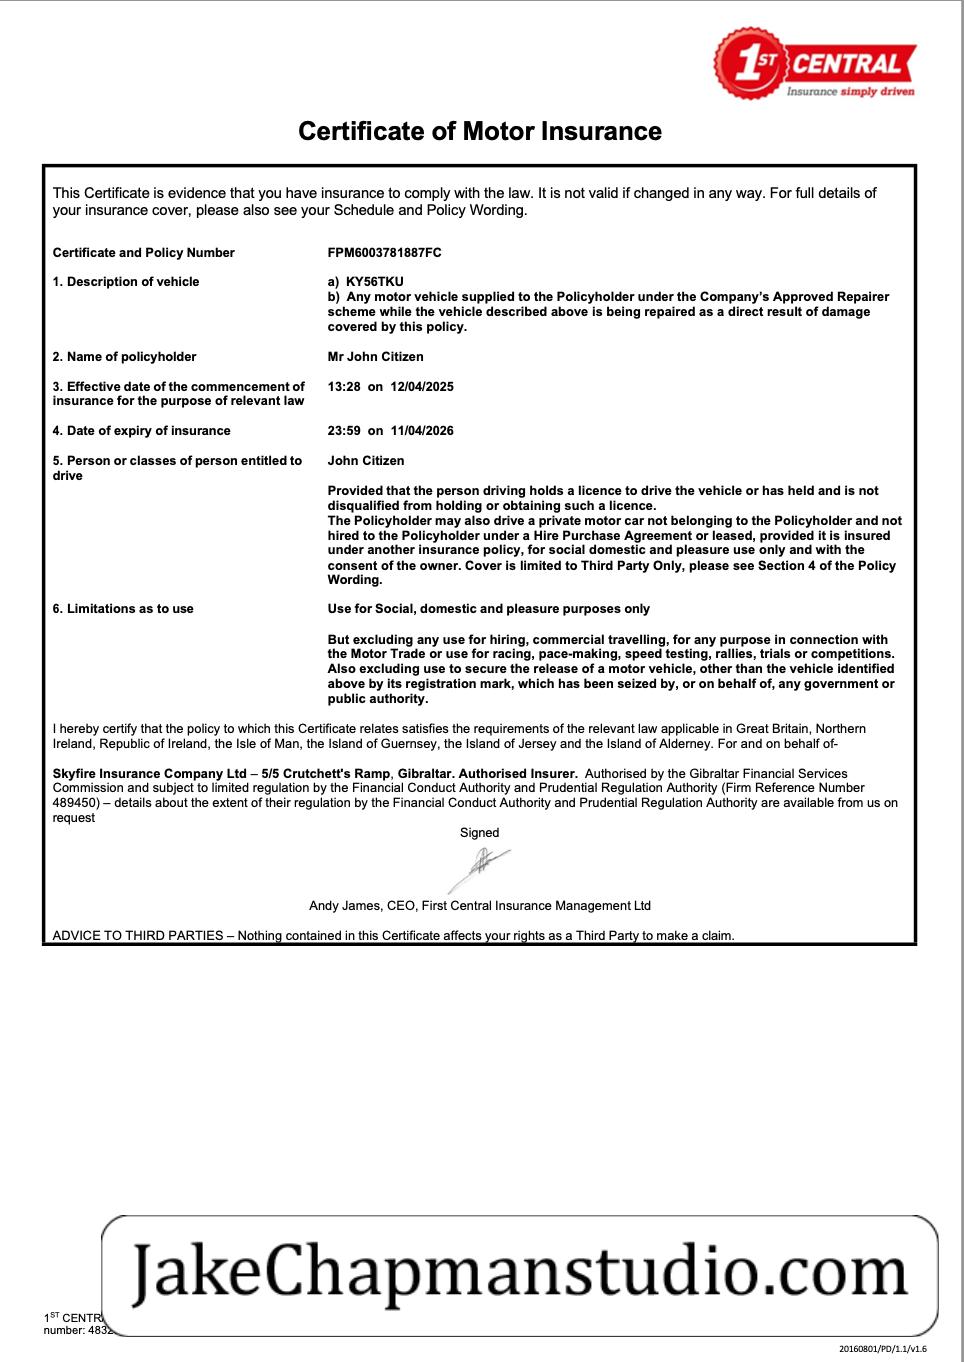 1ST CENTRAL
Insurance simply driven
Certificate of Motor Insurance
This Certificate is evidence that you have insurance to comply with the law. It is not valid if changed in any way. For full details of
your insurance cover, please also see your Schedule and Policy Wording.
Certificate and Policy Number FPM6003781887FC
1. Description of vehicle a) KY56TKU
b) Any motor vehicle supplied to the Policyholder under the Company's Approved Repairer
scheme while the vehicle described above is being repaired as a direct result of damage
covered by this policy.
2. Name of policyholder Mr John Citizen
3. Effective date of the commencement of 13:28 on 12/04/2025
insurance for the purpose of relevant law
4. Date of expiry of insurance 23:59 on 11/04/2026
5. Person or classes of person entitled to John Citizen
drive
Provided that the person driving holds a licence to drive the vehicle or has held and is not
disqualified from holding or obtaining such a licence.
The Policyholder may also drive a private motor car not belonging to the Policyholder and not
hired to the Policyholder under a Hire Purchase Agreement or leased, provided it is insured
under another insurance policy, for social domestic and pleasure use only and with the
consent of the owner. Cover is limited to Third Party Only, please see Section 4 of the Policy
Wording.
6. Limitations as to use Use for Social, domestic and pleasure purposes only
But excluding any use for hiring, commercial travelling, for any purpose in connection with
the Motor Trade or use for racing, pace-making, speed testing, rallies, trials or competitions.
Also excluding use to secure the release of a motor vehicle, other than the vehicle identified
above by its registration mark, which has been seized by, or on behalf of, any government or
public authority.
I hereby certify that the policy to which this Certificate relates satisfies the requirements of the relevant law applicable in Great Britain, Northern
Ireland, Republic of Ireland, the Isle of Man, the Island of Guernsey, the Island of Jersey and the Island of Alderney. For and on behalf of-
Skyfire Insurance Company Ltd – 5/5 Crutchett's Ramp, Gibraltar. Authorised Insurer. Authorised by the Gibraltar Financial Services
Commission and subject to limited regulation by the Financial Conduct Authority and Prudential Regulation Authority (Firm Reference Number
489450) – details about the extent of their regulation by the Financial Conduct Authority and Prudential Regulation Authority are available from us on
request
Signed
Andy James, CEO, First Central Insurance Management Ltd
ADVICE TO THIRD PARTIES – Nothing contained in this Certificate affects your rights as a Third Party to make a claim.
JakeChapmanstudio.com
1ST
number:
20160801/PD/1.1/v1.6